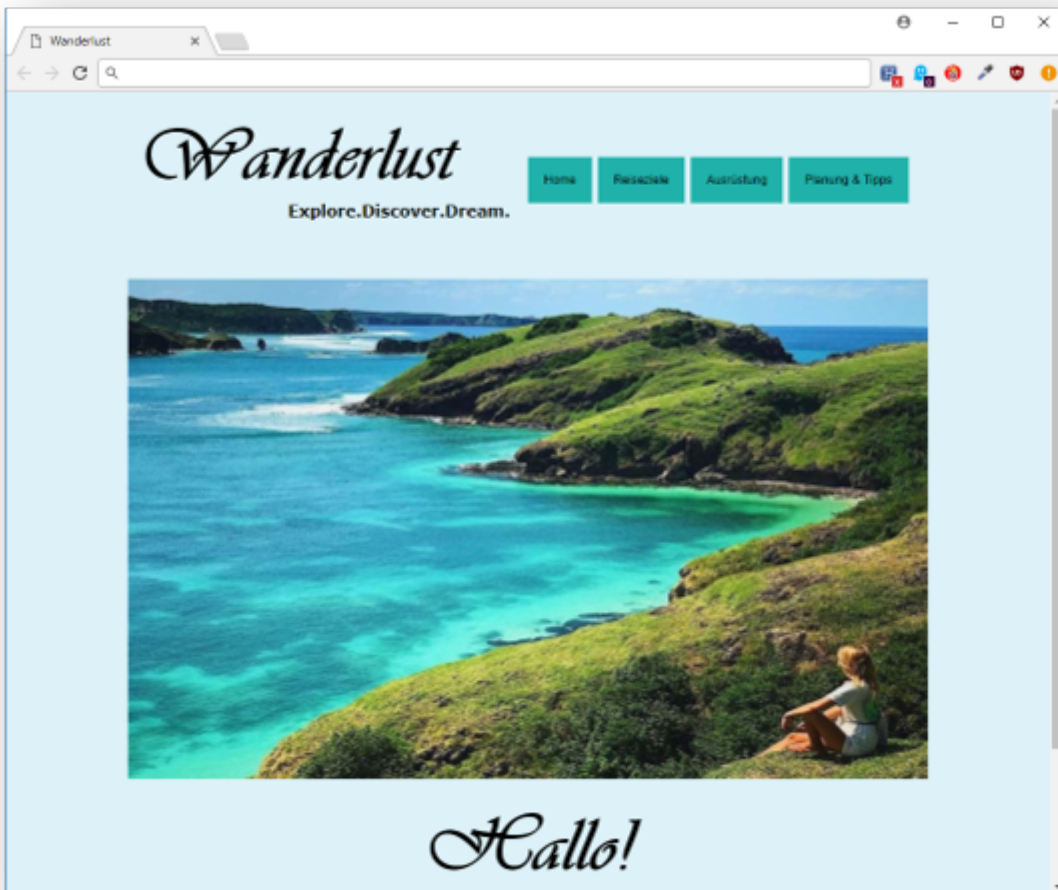 Wanderlust
Wanderlust
Explore.Discover.Dream.
Home Reiseziele Ausrüstung Planung & Tipps
Hallo!